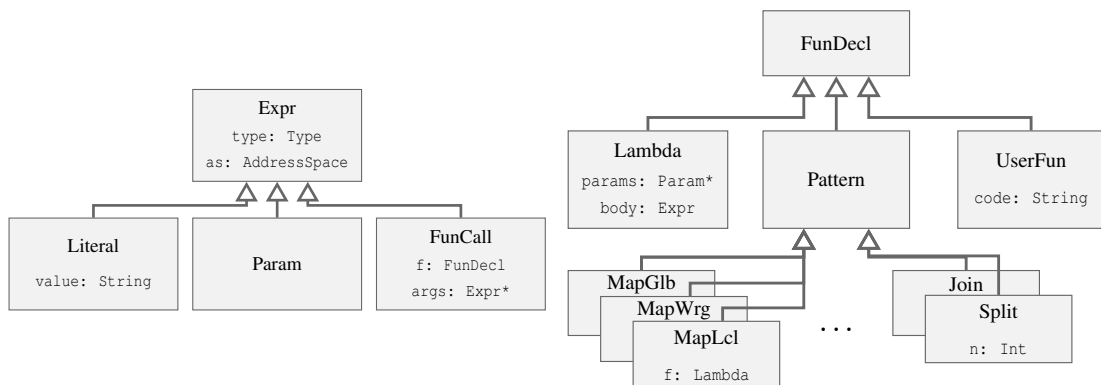 Expr
type: Type
as: AddressSpace
Literal
value: String
Param
FunCall
f: FunDecl
args: Expr*
FunDecl
Lambda
params: Param*
body: Expr
Pattern
UserFun
code: String
MapGlb
MapWrg
MapLcl
f: Lambda
...
Join
Split
n: Int